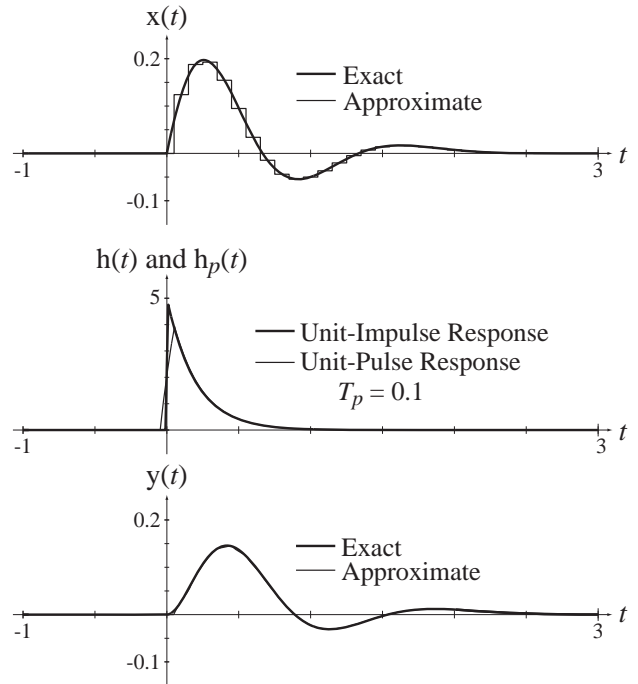 x(t)
0.2
Exact
Approximate
-1
3
t
-0.1
h(t) and hₚ(t)
5
Unit-Impulse Response
Unit-Pulse Response
Tₚ = 0.1
-1
3
t
y(t)
0.2
Exact
Approximate
-1
3
t
-0.1